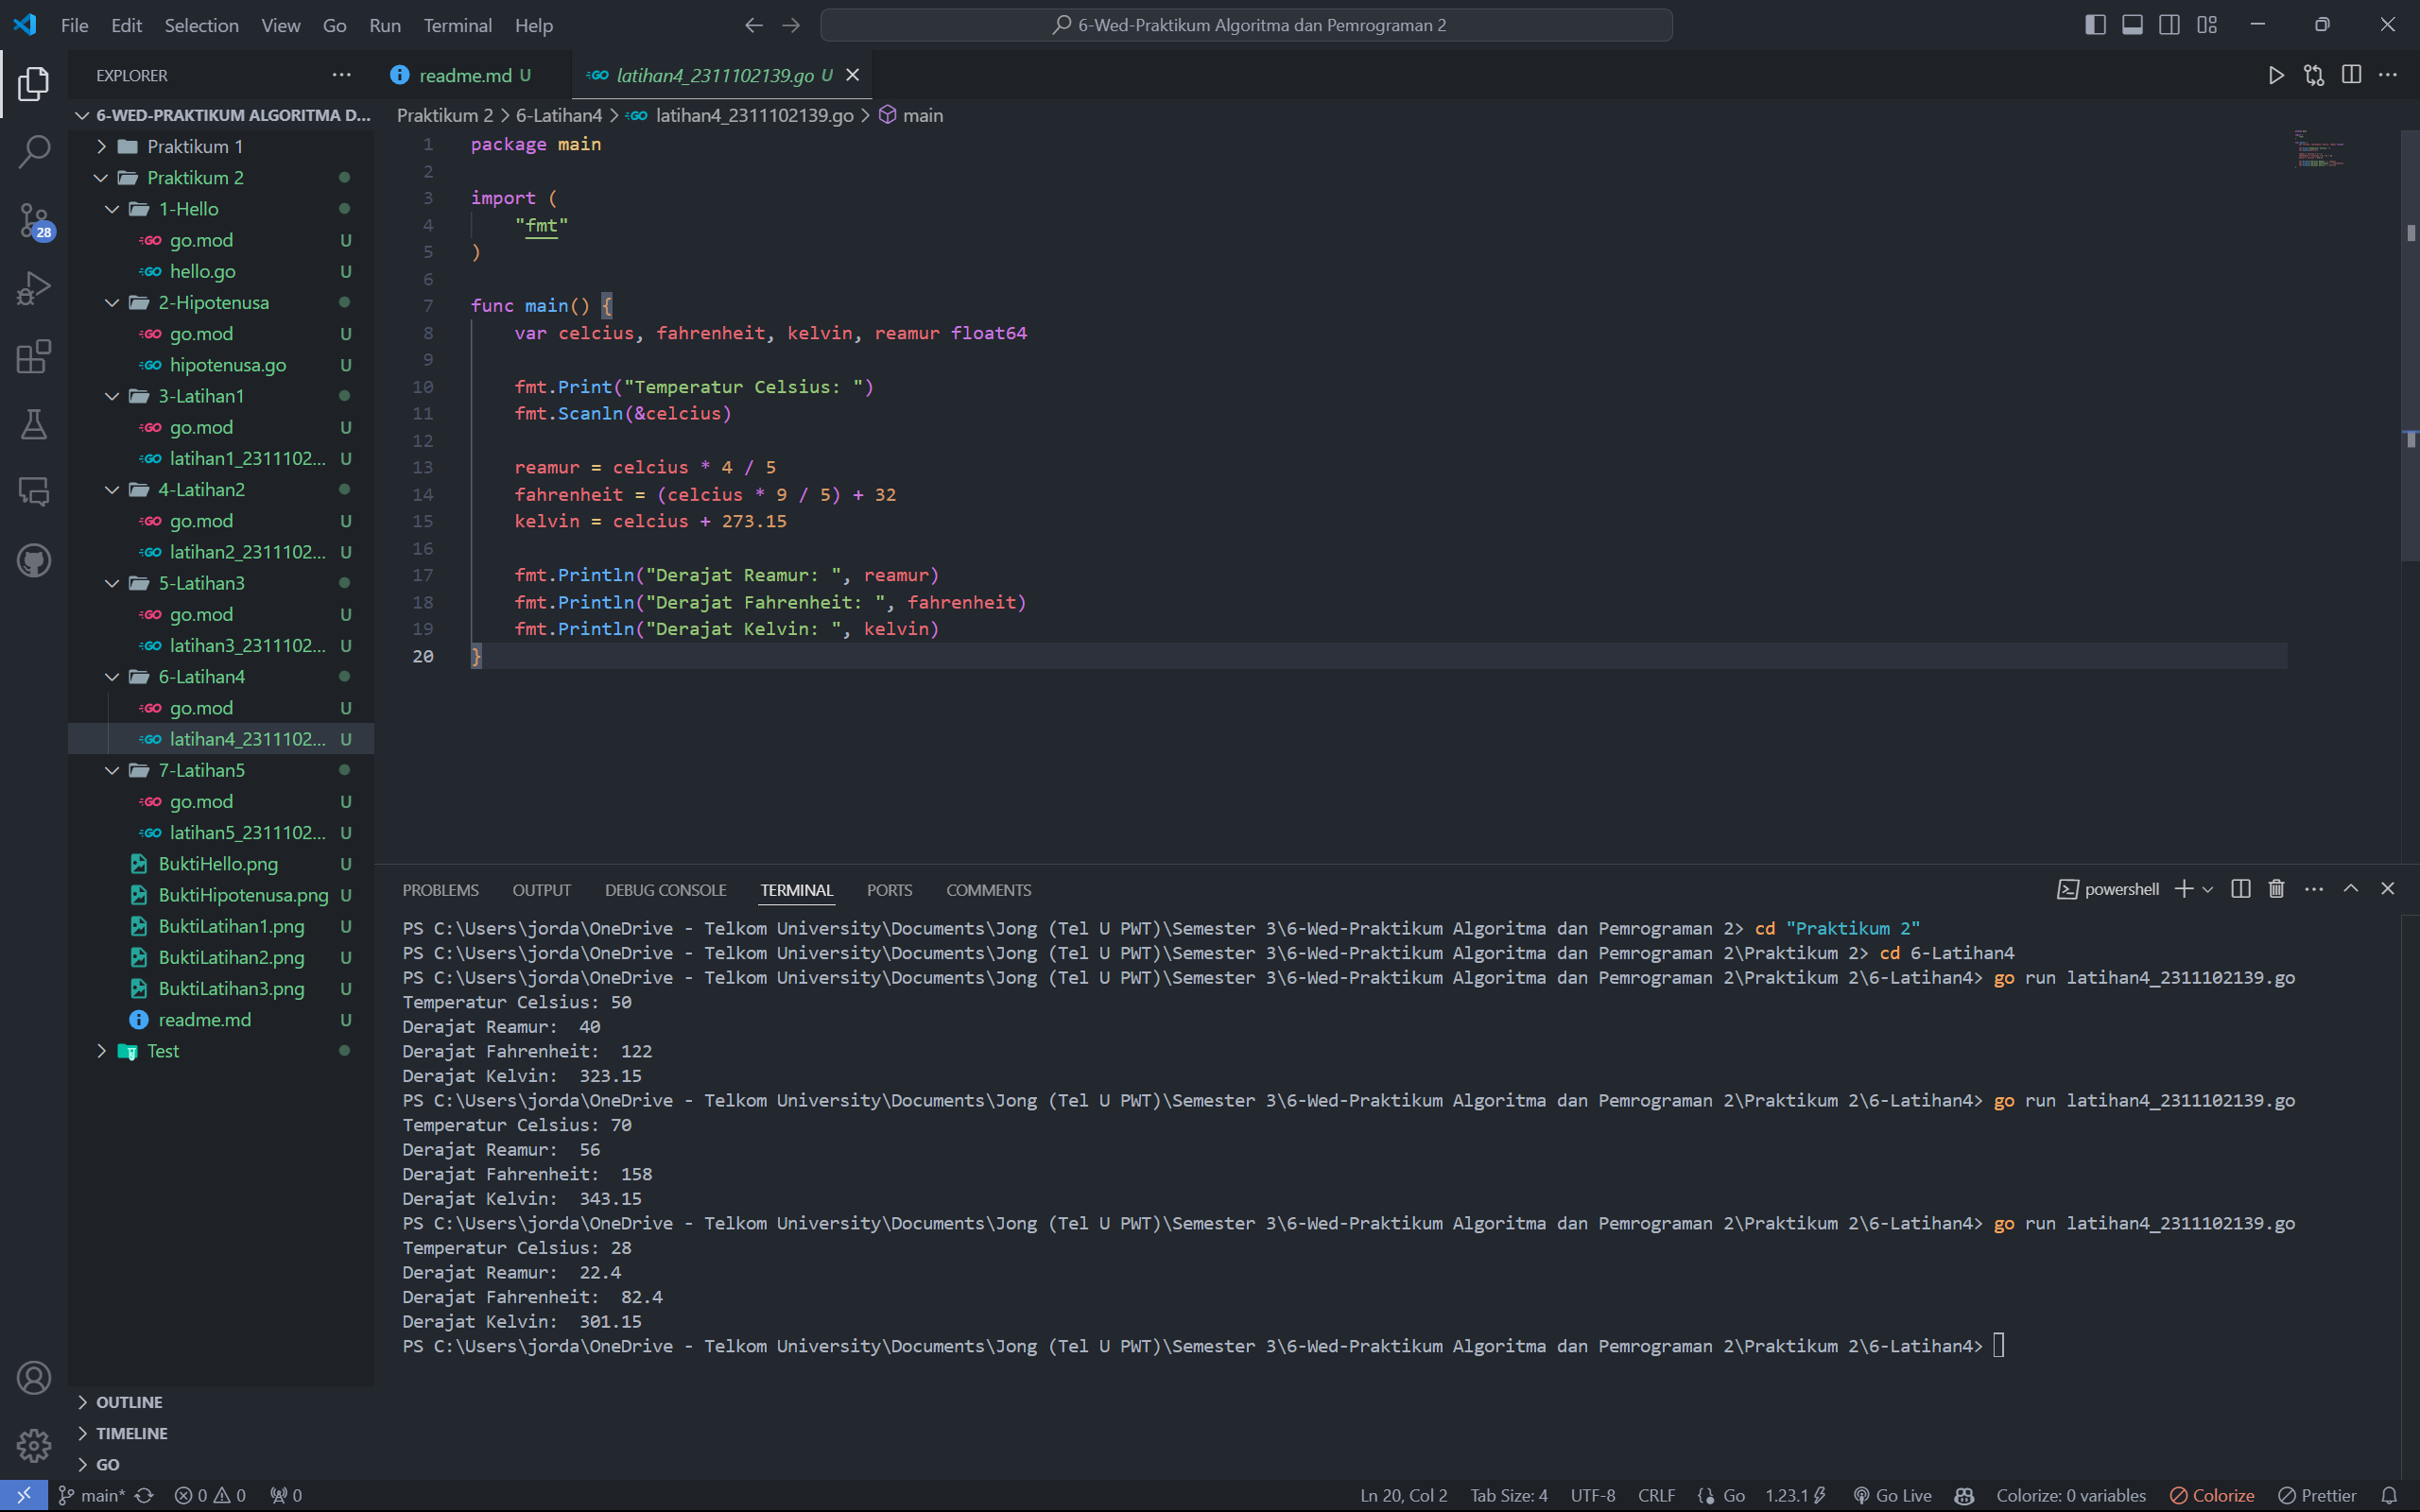 File Edit Selection View Go Run Terminal Help
6-Wed-Praktikum Algoritma dan Pemrograman 2
EXPLORER
6-WED-PRAKTIKUM ALGORITMA D...
Praktikum 1
Praktikum 2
1-Hello
go.mod U
hello.go U
2-Hipotenusa
go.mod U
hipotenusa.go U
3-Latihan1
go.mod U
latihan1_2311102... U
4-Latihan2
go.mod U
latihan2_2311102... U
5-Latihan3
go.mod U
latihan3_2311102... U
6-Latihan4
go.mod U
latihan4_2311102... U
7-Latihan5
go.mod U
latihan5_2311102... U
BuktiHello.png U
BuktiHipotenusa.png U
BuktiLatihan1.png U
BuktiLatihan2.png U
BuktiLatihan3.png U
readme.md U
Test
OUTLINE
TIMELINE
GO
28
readme.md U
latihan4_2311102139.go U
Praktikum 2 > 6-Latihan4 > latihan4_2311102139.go > main
1 package main
2
3 import (
4 "fmt"
5 )
6
7 func main() {
8 var celcius, fahrenheit, kelvin, reamur float64
9
10 fmt.Print("Temperatur Celsius: ")
11 fmt.Scanln(&celcius)
12
13 reamur = celcius * 4 / 5
14 fahrenheit = (celcius * 9 / 5) + 32
15 kelvin = celcius + 273.15
16
17 fmt.Println("Derajat Reamur: ", reamur)
18 fmt.Println("Derajat Fahrenheit: ", fahrenheit)
19 fmt.Println("Derajat Kelvin: ", kelvin)
20 }
PROBLEMS OUTPUT DEBUG CONSOLE TERMINAL PORTS COMMENTS
powershell
PS C:\Users\jorda\OneDrive - Telkom University\Documents\Jong (Tel U PWT)\Semester 3\6-Wed-Praktikum Algoritma dan Pemrograman 2> cd "Praktikum 2"
PS C:\Users\jorda\OneDrive - Telkom University\Documents\Jong (Tel U PWT)\Semester 3\6-Wed-Praktikum Algoritma dan Pemrograman 2\Praktikum 2> cd 6-Latihan4
PS C:\Users\jorda\OneDrive - Telkom University\Documents\Jong (Tel U PWT)\Semester 3\6-Wed-Praktikum Algoritma dan Pemrograman 2\Praktikum 2\6-Latihan4> go run latihan4_2311102139.go
Temperatur Celsius: 50
Derajat Reamur:  40
Derajat Fahrenheit:  122
Derajat Kelvin:  323.15
PS C:\Users\jorda\OneDrive - Telkom University\Documents\Jong (Tel U PWT)\Semester 3\6-Wed-Praktikum Algoritma dan Pemrograman 2\Praktikum 2\6-Latihan4> go run latihan4_2311102139.go
Temperatur Celsius: 70
Derajat Reamur:  56
Derajat Fahrenheit:  158
Derajat Kelvin:  343.15
PS C:\Users\jorda\OneDrive - Telkom University\Documents\Jong (Tel U PWT)\Semester 3\6-Wed-Praktikum Algoritma dan Pemrograman 2\Praktikum 2\6-Latihan4> go run latihan4_2311102139.go
Temperatur Celsius: 28
Derajat Reamur:  22.4
Derajat Fahrenheit:  82.4
Derajat Kelvin:  301.15
PS C:\Users\jorda\OneDrive - Telkom University\Documents\Jong (Tel U PWT)\Semester 3\6-Wed-Praktikum Algoritma dan Pemrograman 2\Praktikum 2\6-Latihan4>
main* 0 0 0 Ln 20, Col 2 Tab Size: 4 UTF-8 CRLF Go 1.23.1 Go Live Colorize: 0 variables Colorize Prettier